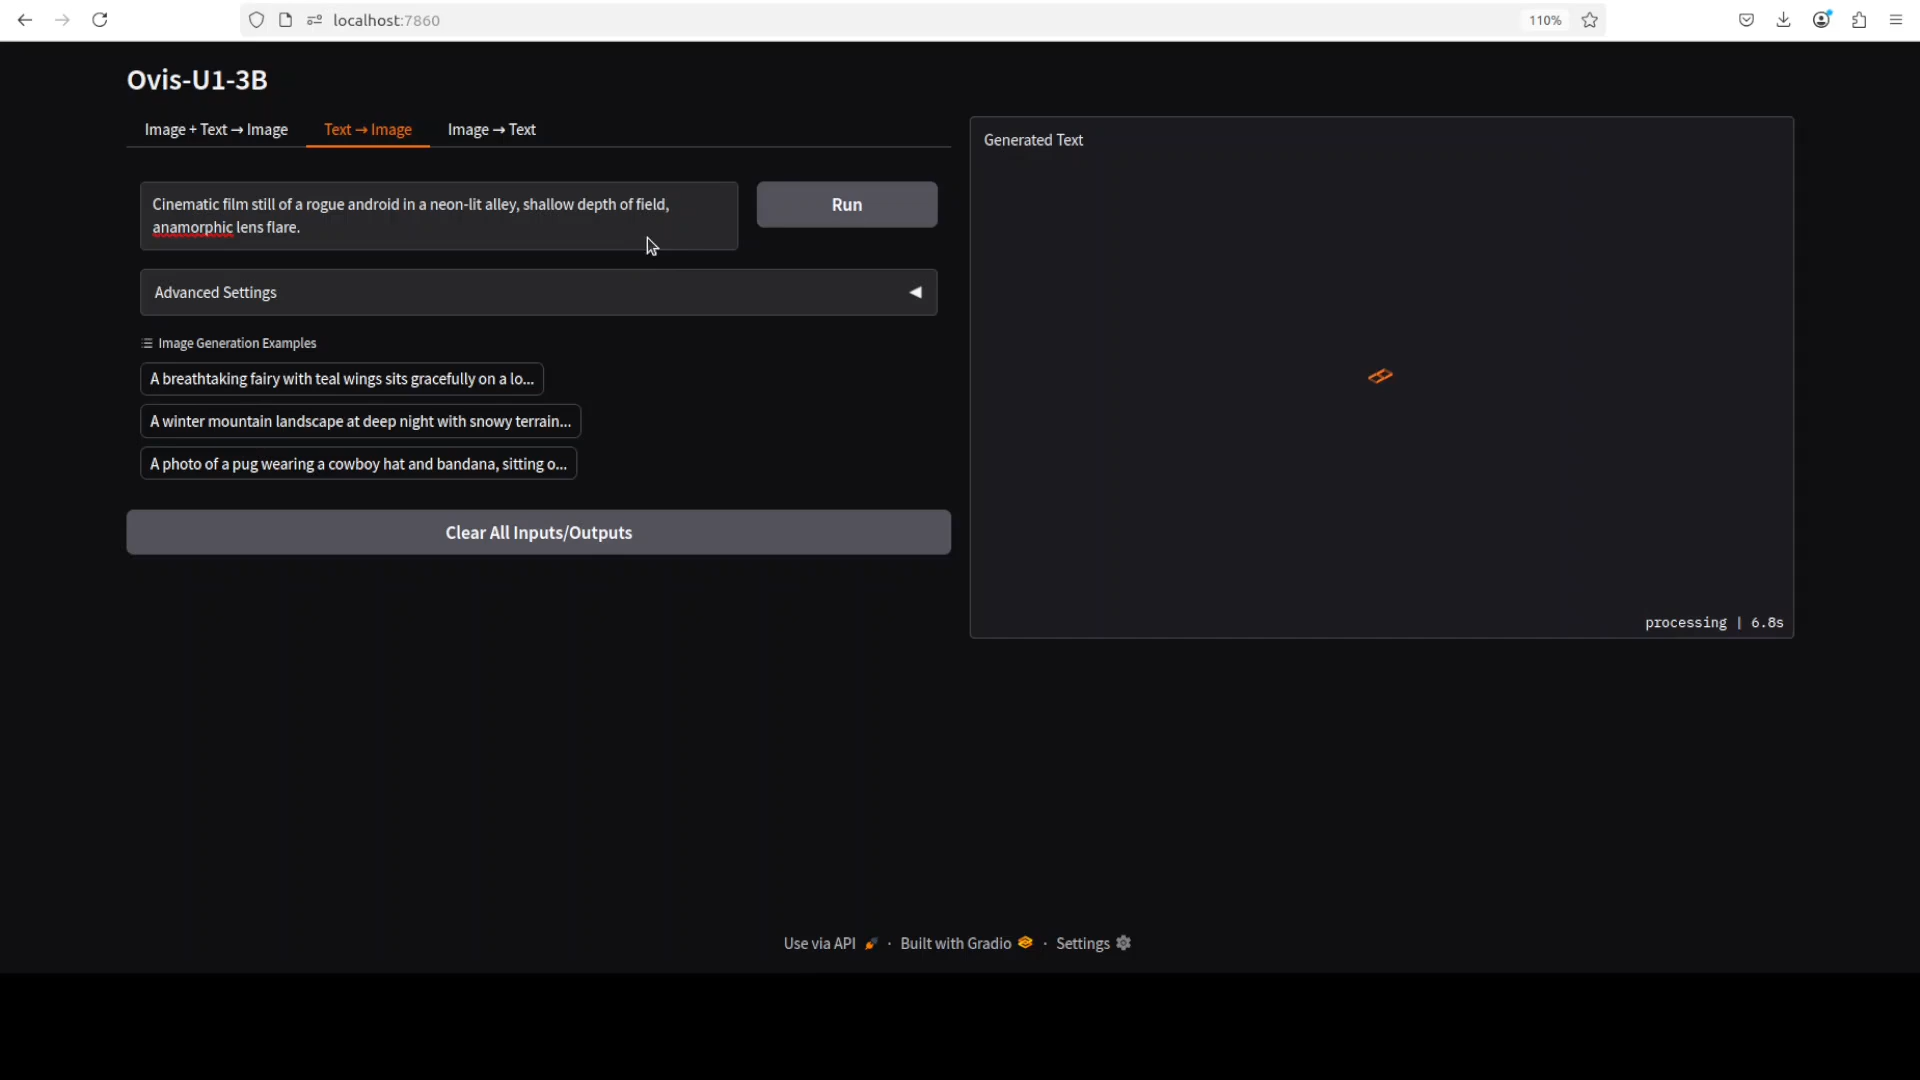 localhost:7860
110%
Ovis-U1-3B
Image + Text → Image
Text → Image
Image → Text
Cinematic film still of a rogue android in a neon-lit alley, shallow depth of field,
anamorphic lens flare.
Run
Advanced Settings
Image Generation Examples
A breathtaking fairy with teal wings sits gracefully on a lo...
A winter mountain landscape at deep night with snowy terrain...
A photo of a pug wearing a cowboy hat and bandana, sitting o...
Clear All Inputs/Outputs
Generated Text
processing | 6.8s
Use via API · Built with Gradio · Settings